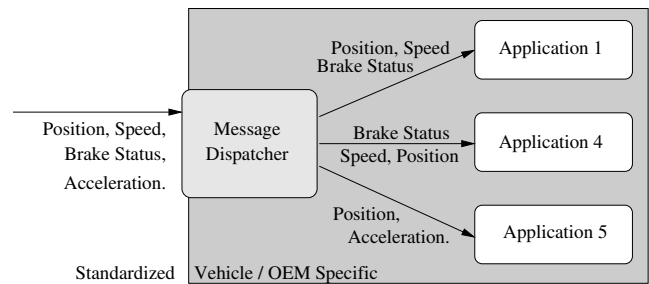 Position, Speed,
Brake Status,
Acceleration.
Message
Dispatcher
Position, Speed
Brake Status
Application 1
Brake Status
Speed, Position
Application 4
Position,
Acceleration.
Application 5
Standardized
Vehicle / OEM Specific